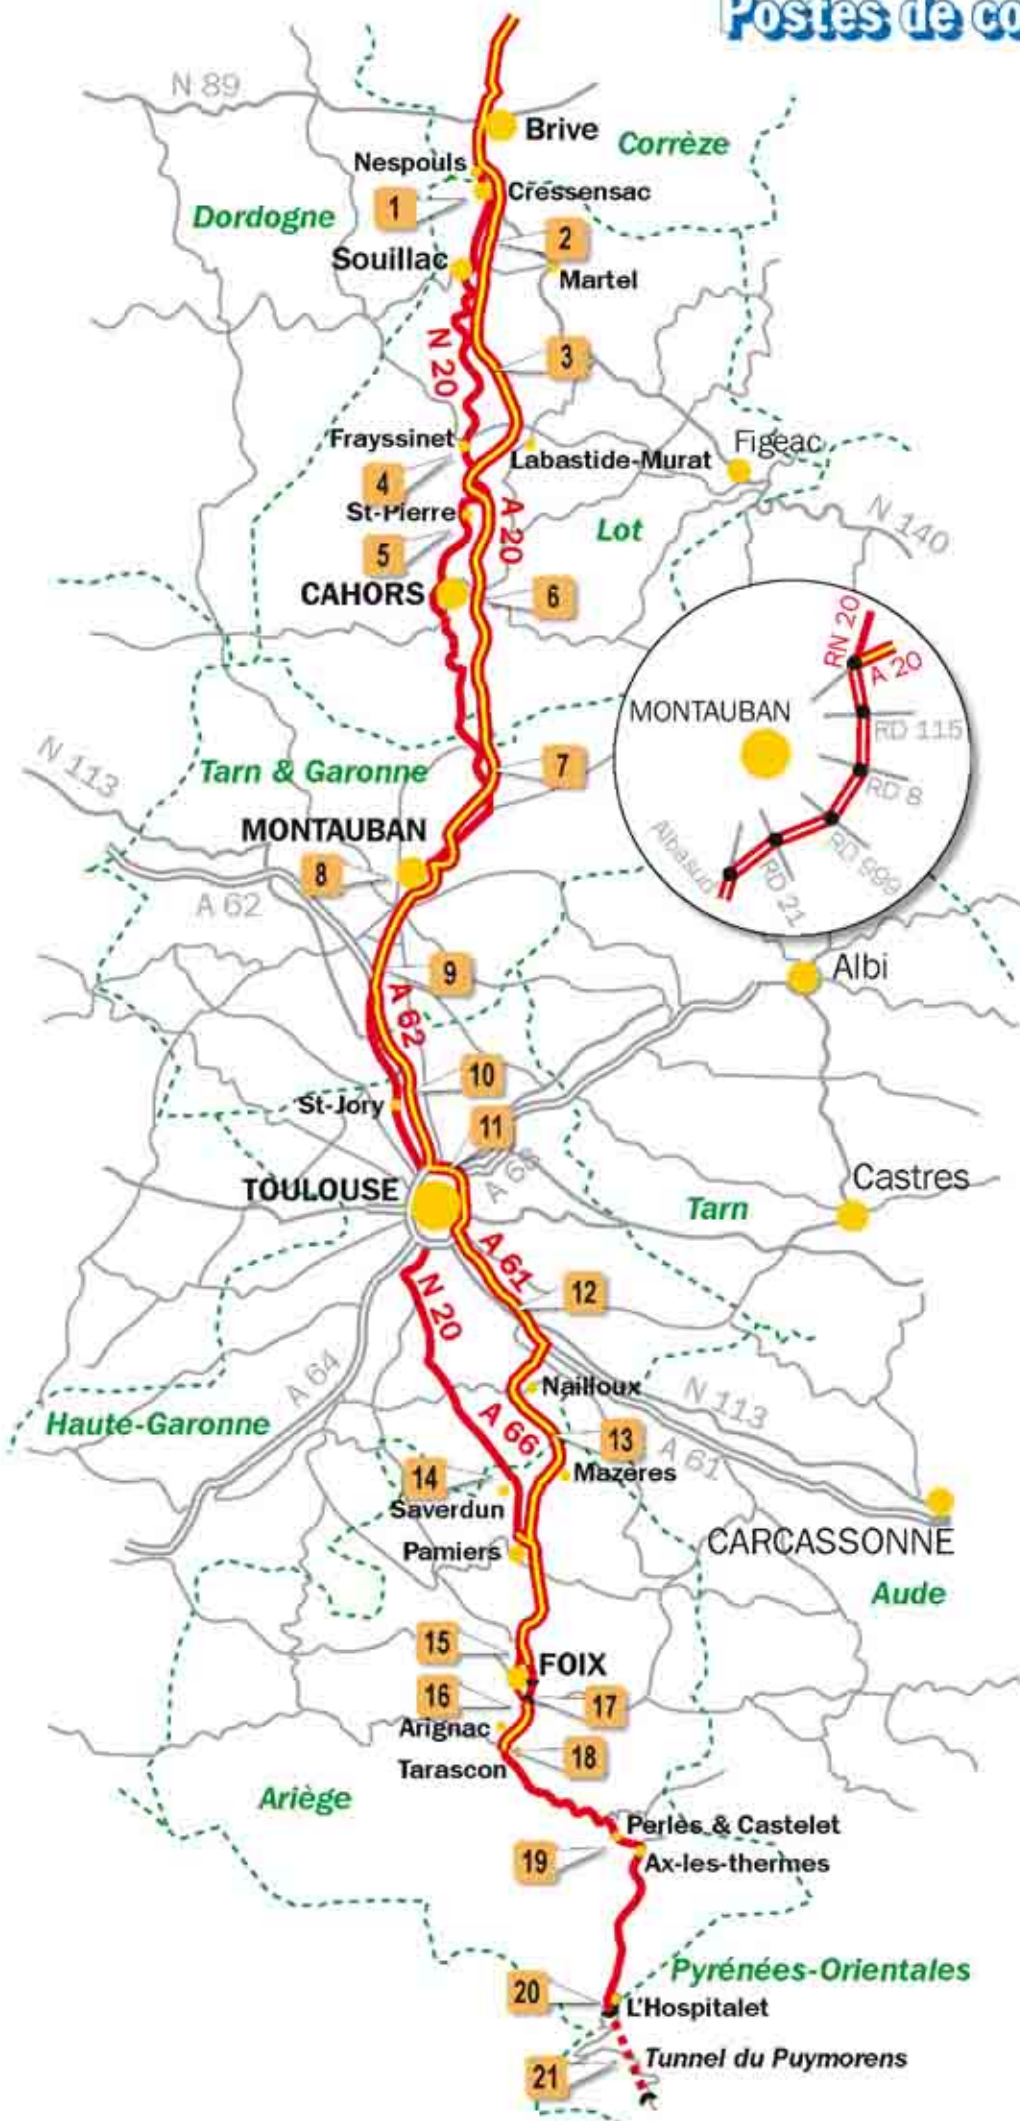 Postes de co
N 89
Brive
Corrèze
Nespouls
Cressensac
1
Dordogne
2
Souillac
Martel
N 20
3
Frayssinet
Figeac
Labastide-Murat
4
St-Pierre
A 20
N 140
Lot
5
CAHORS
6
RN 20
A 20
MONTAUBAN
RD 115
RD 8
RD 999
RD 21
Albasud
N 113
Tarn & Garonne
7
MONTAUBAN
8
A 62
Albi
9
A 62
10
St-Jory
11
Castres
TOULOUSE
Tarn
A 61
N 20
12
A 64
Nailloux
N 113
Haute-Garonne
A 66
13
A 61
14
Mazères
Saverdun
CARCASSONNE
Pamiers
Aude
15
FOIX
16
17
Arignac
18
Tarascon
Ariège
Perles & Castelet
19
Ax-les-thermes
Pyrénées-Orientales
20
L'Hospitalet
Tunnel du Puymorens
21